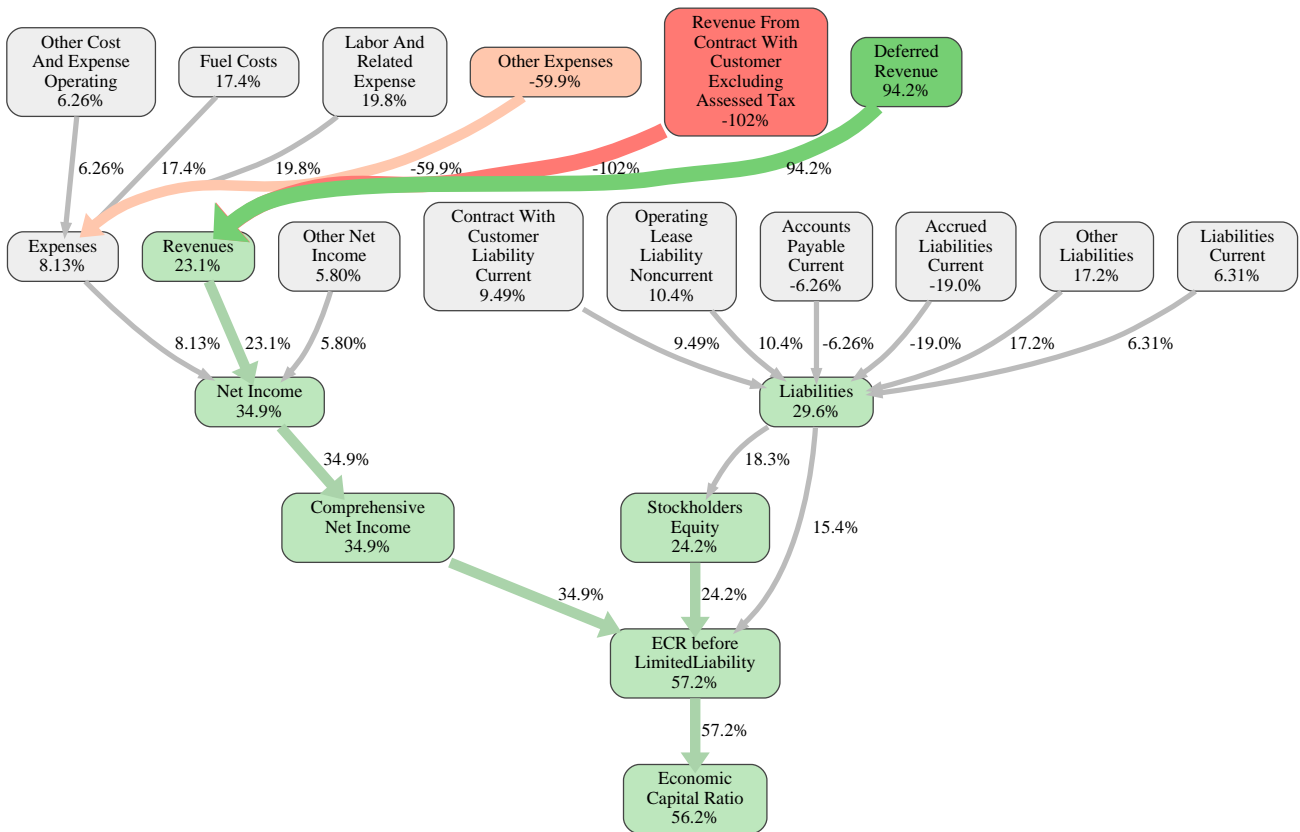 Other Cost
And Expense
Operating
6.26%
Fuel Costs
17.4%
Labor And
Related
Expense
19.8%
Other Expenses
-59.9%
Revenue From
Contract With
Customer
Excluding
Assessed Tax
-102%
Deferred
Revenue
94.2%
6.26%
17.4%
19.8%
-59.9%
-102%
94.2%
Expenses
8.13%
Revenues
23.1%
Other Net
Income
5.80%
Contract With
Customer
Liability
Current
9.49%
Operating
Lease
Liability
Noncurrent
10.4%
Accounts
Payable
Current
-6.26%
Accrued
Liabilities
Current
-19.0%
Other
Liabilities
17.2%
Liabilities
Current
6.31%
8.13%
23.1%
5.80%
9.49%
10.4%
-6.26%
-19.0%
17.2%
6.31%
Net Income
34.9%
Liabilities
29.6%
34.9%
18.3%
15.4%
Comprehensive
Net Income
34.9%
Stockholders
Equity
24.2%
34.9%
24.2%
ECR before
LimitedLiability
57.2%
57.2%
Economic
Capital Ratio
56.2%